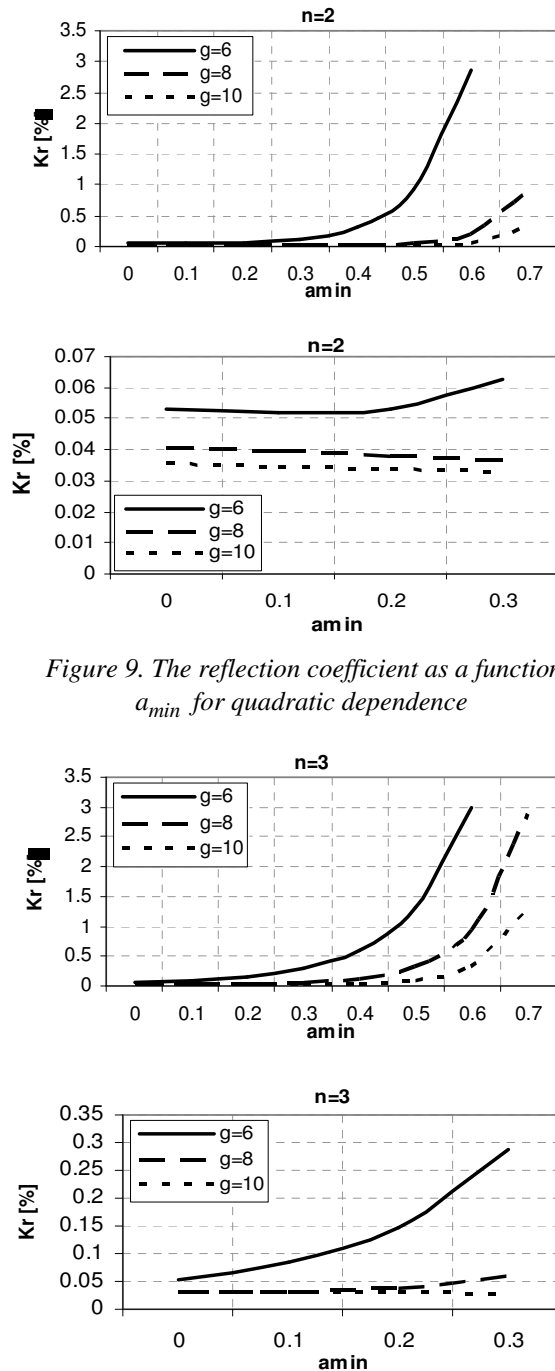 n=2
3.5
3
2.5
2
1.5
1
0.5
0
Kr [%]
g=6
g=8
g=10
0 0.1 0.2 0.3 0.4 0.5 0.6 0.7
amin
n=2
0.07
0.06
0.05
0.04
0.03
0.02
0.01
0
Kr [%]
g=6
g=8
g=10
0 0.1 0.2 0.3
amin
Figure 9. The reflection coefficient as a function
a_min for quadratic dependence
n=3
3.5
3
2.5
2
1.5
1
0.5
0
Kr [%]
g=6
g=8
g=10
0 0.1 0.2 0.3 0.4 0.5 0.6 0.7
amin
n=3
0.35
0.3
0.25
0.2
0.15
0.1
0.05
0
Kr [%]
g=6
g=8
g=10
0 0.1 0.2 0.3